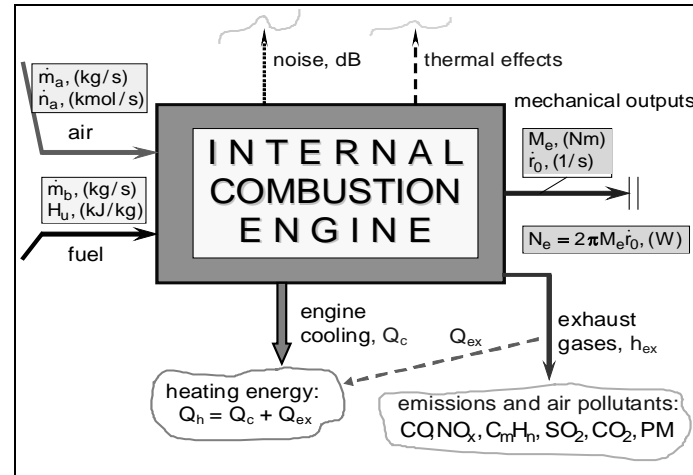 noise, dB
thermal effects
ṁa, (kg/s)
ṅa, (kmol/s)
air
mechanical outputs
Me, (Nm)
ṙ0, (1/s)
INTERNAL
COMBUSTION
ENGINE
ṁb, (kg/s)
Hu, (kJ/kg)
fuel
Ne = 2πMeṙ0, (W)
engine
cooling, Qc
Qex
exhaust
gases, hex
heating energy:
Qh = Qc + Qex
emissions and air pollutants:
CO,NOx, CmHn, SO2, CO2, PM